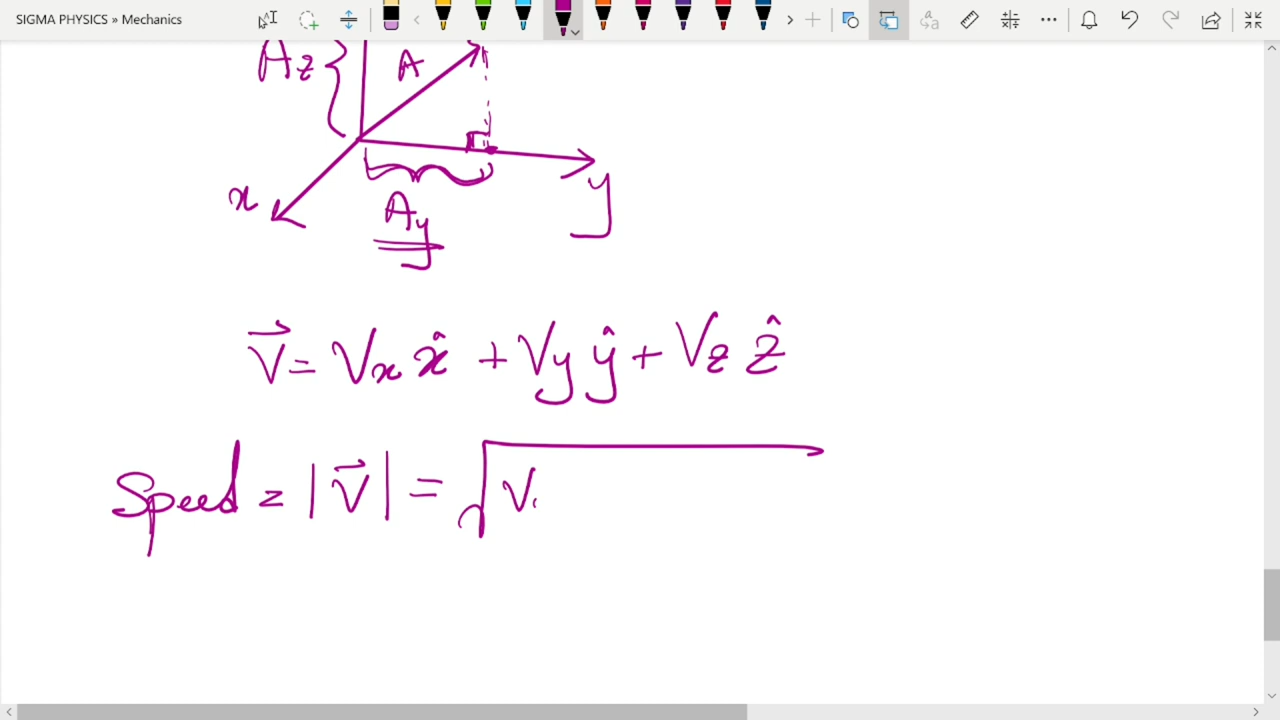 SIGMA PHYSICS » Mechanics
Az
A
x
y
Ay
V⃗ = Vx x̂ + Vy ŷ + Vz ẑ
Speed = |V⃗| = √V